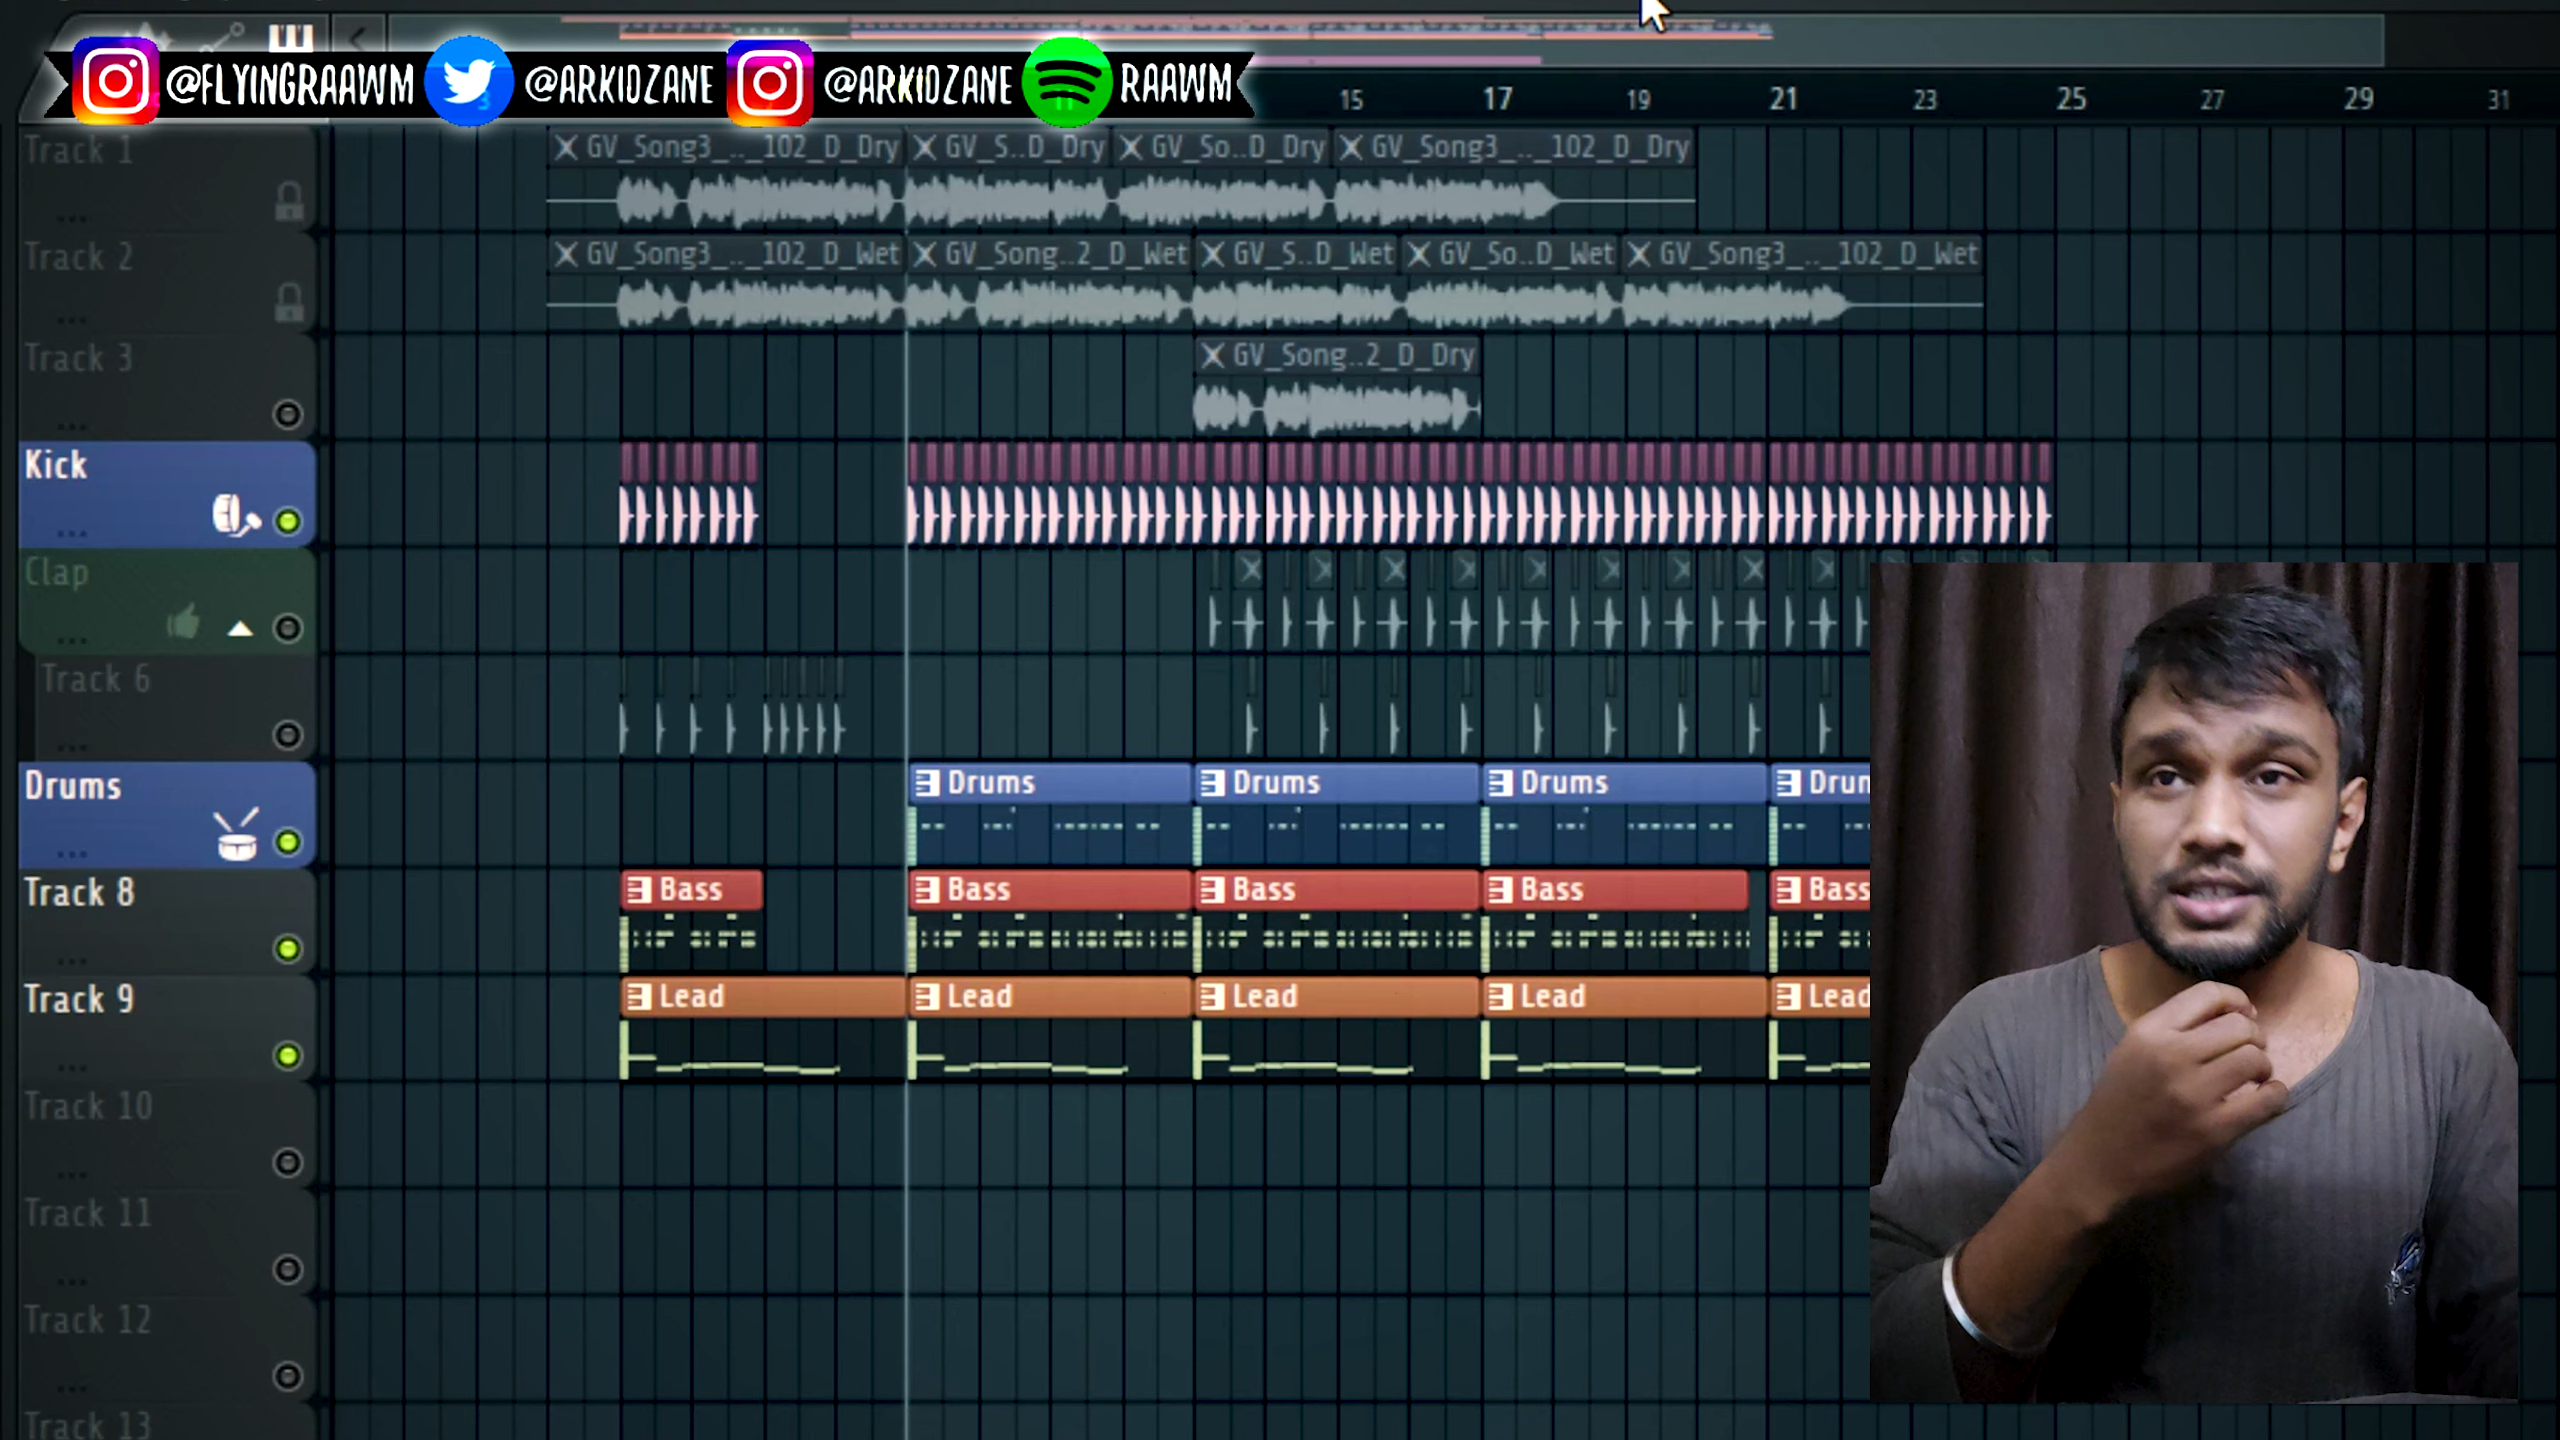 @FLYINGRAAWM @ARKIDZANE @ARKIDZANE RAAWM
15 17 19 21 23 25 27 29 31
Track 1
GV_Song3_.._102_D_Dry GV_S..D_Dry GV_So..D_Dry GV_Song3_.._102_D_Dry
Track 2
GV_Song3_.._102_D_Wet GV_Song..2_D_Wet GV_S..D_Wet GV_So..D_Wet GV_Song3_.._102_D_Wet
Track 3
GV_Song..2_D_Dry
Kick
Clap
Track 6
Drums
Drums Drums Drums Drum
Track 8
Bass Bass Bass Bass Bass
Track 9
Lead Lead Lead Lead Lead
Track 10
Track 11
Track 12
Track 13